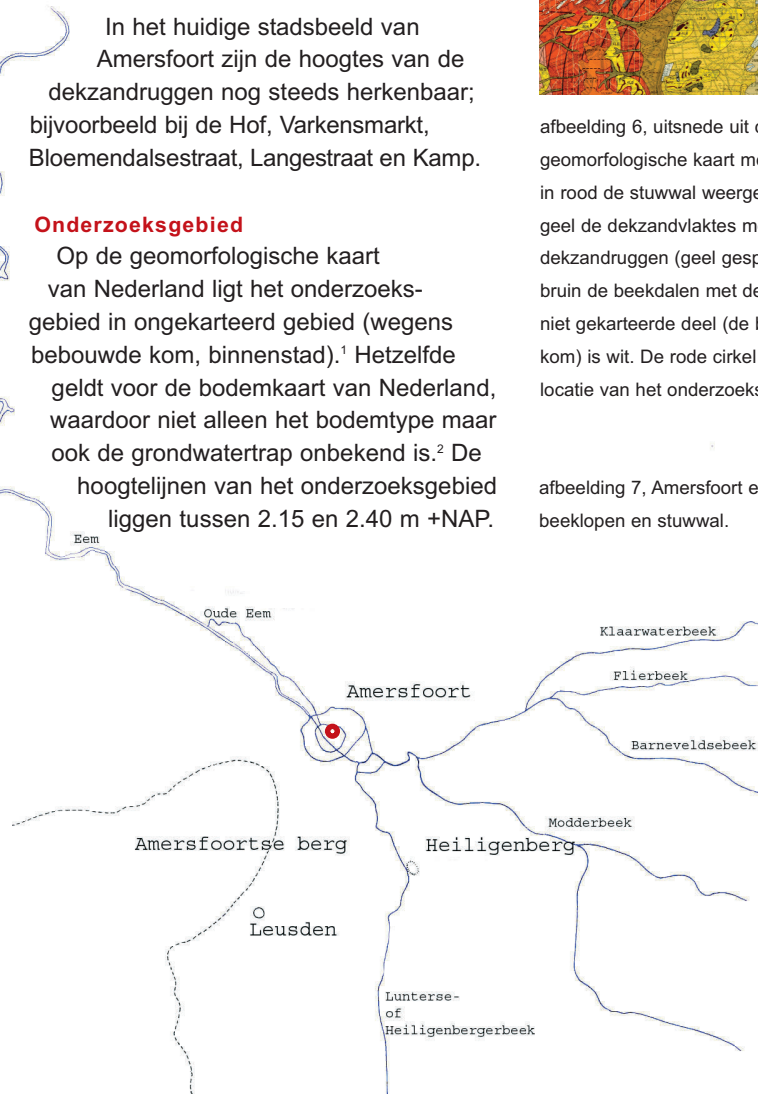 In het huidige stadsbeeld van
Amersfoort zijn de hoogtes van de
dekzandruggen nog steeds herkenbaar;
bijvoorbeeld bij de Hof, Varkensmarkt,
Bloemendalsestraat, Langestraat en Kamp.
Onderzoeksgebied
Op de geomorfologische kaart
van Nederland ligt het onderzoeks-
gebied in ongekarteerd gebied (wegens
bebouwde kom, binnenstad).¹ Hetzelfde
geldt voor de bodemkaart van Nederland,
waardoor niet alleen het bodemtype maar
ook de grondwatertrap onbekend is.² De
hoogtelijnen van het onderzoeksgebied
liggen tussen 2.15 en 2.40 m +NAP.
afbeelding 6, uitsnede uit
geomorfologische kaart
in rood de stuwwal
geel de dekzandvlaktes
dekzandruggen (geel
bruin de beekdalen met
niet gekarteerde deel (de
kom) is wit. De rode cirkel
locatie van het
afbeelding 7, Amersfoort
beeklopen en stuwwal.
Eem
Oude Eem
Klaarwaterbeek
Flierbeek
Amersfoort
Barneveldsebeek
Modderbeek
Amersfoortse berg
Heiligenberg
Leusden
Lunterse-
of
Heiligenbergerbeek